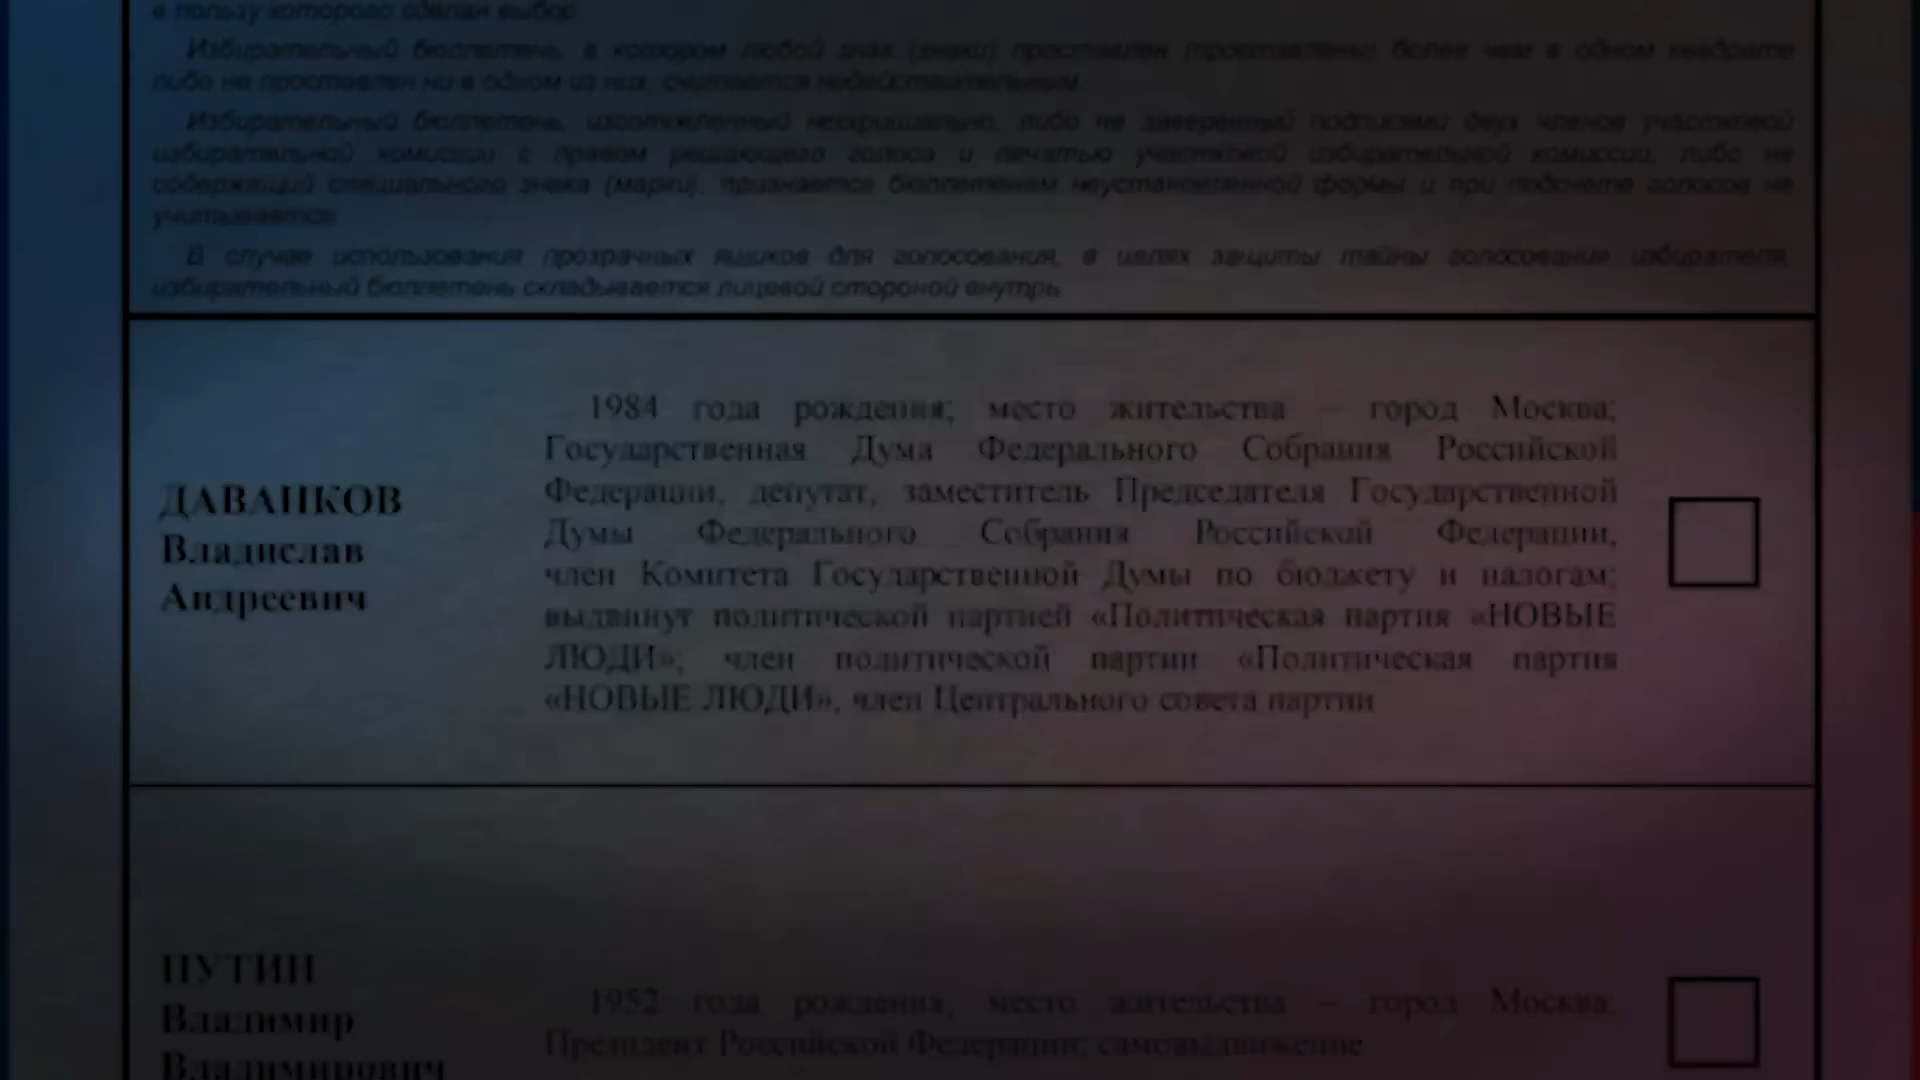 в пользу которого сделан выбор
Избирательный бюллетень, в котором любой знак (знаки) проставлен (проставлены) более чем в одном квадрате
либо не проставлен ни в одном из них, считается недействительным.
Избирательный бюллетень, изготовленный неофициально, либо не заверенный подписями двух членов участковой
избирательной комиссии с правом решающего голоса и печатью участковой избирательной комиссии, либо не
содержащий специального знака (марки), признается бюллетенем неустановленной формы и при подсчете голосов не
учитывается.
В случае использования прозрачных ящиков для голосования, в целях защиты тайны голосования избирателя,
избирательный бюллетень складывается лицевой стороной внутрь.
ДАВАНКОВ
Владислав
Андреевич
1984 года рождения; место жительства – город Москва;
Государственная Дума Федерального Собрания Российской
Федерации, депутат, заместитель Председателя Государственной
Думы Федерального Собрания Российской Федерации,
член Комитета Государственной Думы по бюджету и налогам;
выдвинут политической партией «Политическая партия «НОВЫЕ
ЛЮДИ»; член политической партии «Политическая партия
«НОВЫЕ ЛЮДИ», член Центрального совета партии
ПУТИН
Владимир
Владимирович
1952 года рождения; место жительства – город Москва;
Президент Российской Федерации; самовыдвижение